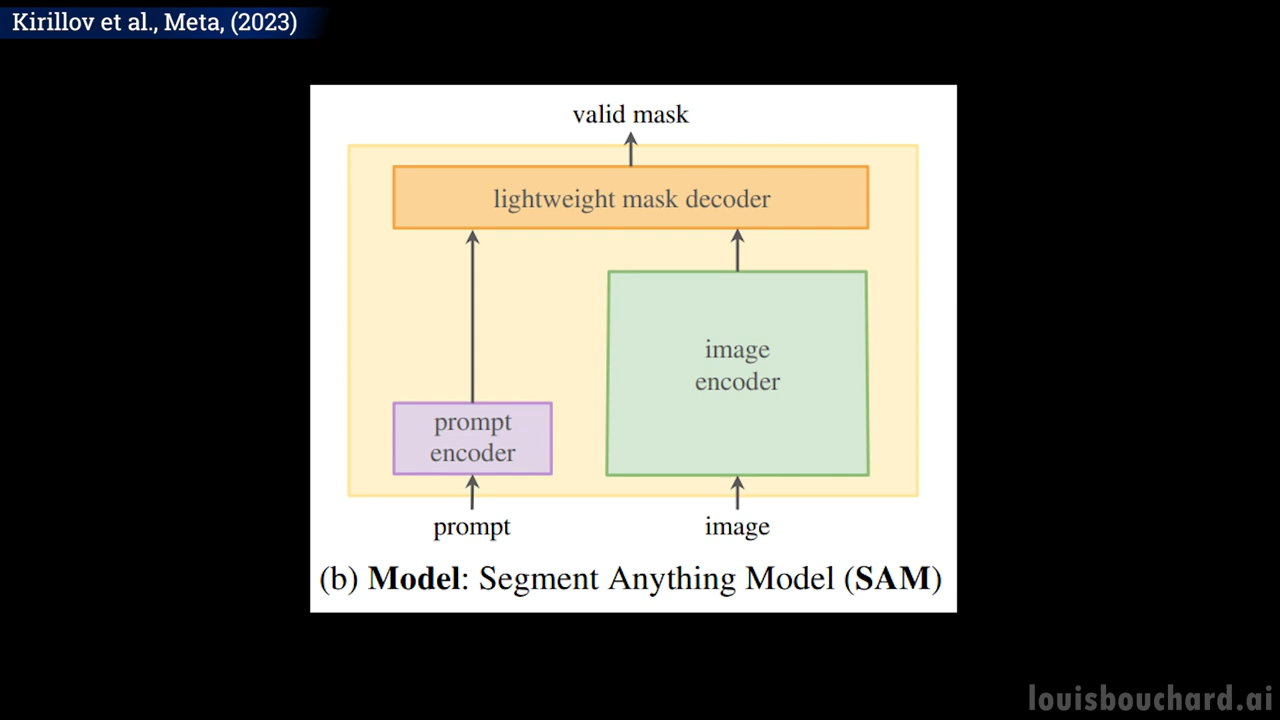 Kirillov et al., Meta, (2023)
valid mask
lightweight mask decoder
image
encoder
prompt
encoder
prompt
image
(b) Model: Segment Anything Model (SAM)
louisbouchard.ai